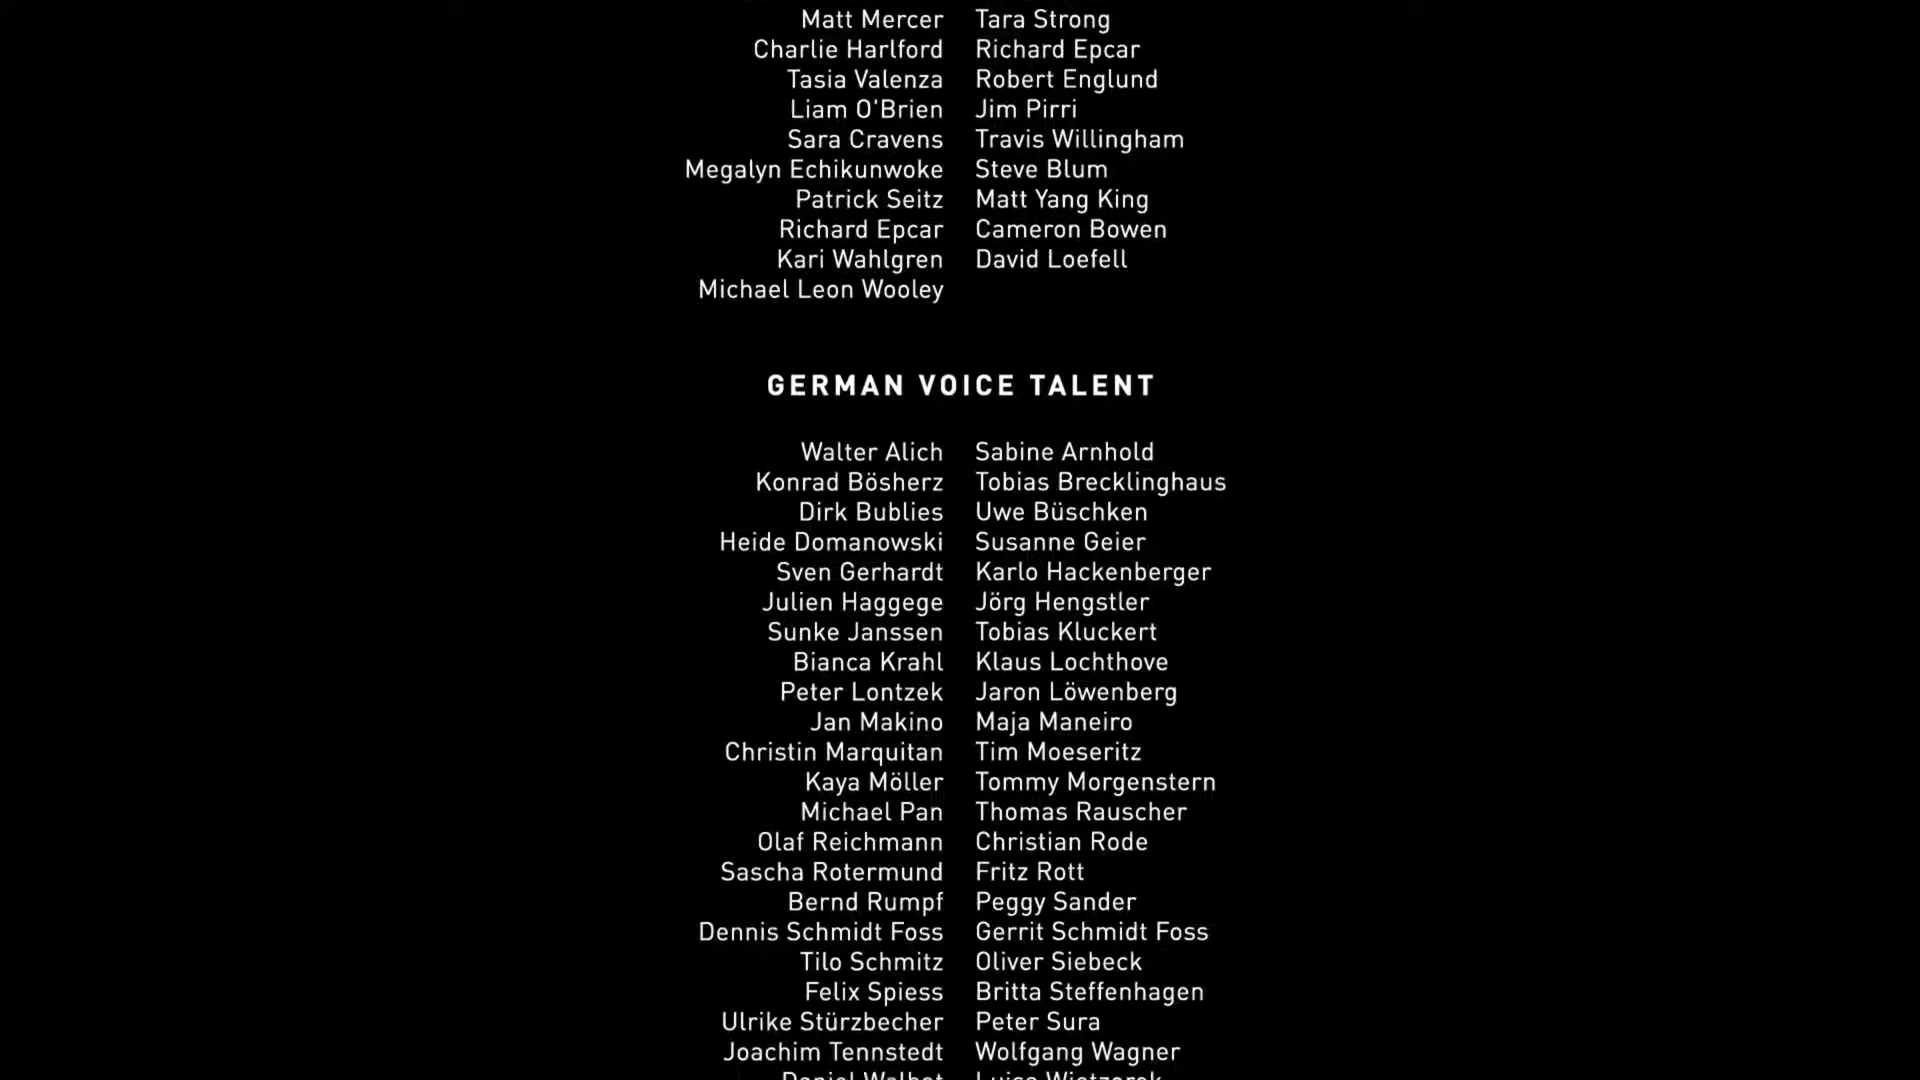 Matt Mercer Tara Strong
Charlie Harlford Richard Epcar
Tasia Valenza Robert Englund
Liam O'Brien Jim Pirri
Sara Cravens Travis Willingham
Megalyn Echikunwoke Steve Blum
Patrick Seitz Matt Yang King
Richard Epcar Cameron Bowen
Kari Wahlgren David Loefell
Michael Leon Wooley
GERMAN VOICE TALENT
Walter Alich Sabine Arnhold
Konrad Bösherz Tobias Brecklinghaus
Dirk Bublies Uwe Büschken
Heide Domanowski Susanne Geier
Sven Gerhardt Karlo Hackenberger
Julien Haggege Jörg Hengstler
Sunke Janssen Tobias Kluckert
Bianca Krahl Klaus Lochthove
Peter Lontzek Jaron Löwenberg
Jan Makino Maja Maneiro
Christin Marquitan Tim Moeseritz
Kaya Möller Tommy Morgenstern
Michael Pan Thomas Rauscher
Olaf Reichmann Christian Rode
Sascha Rotermund Fritz Rott
Bernd Rumpf Peggy Sander
Dennis Schmidt Foss Gerrit Schmidt Foss
Tilo Schmitz Oliver Siebeck
Felix Spiess Britta Steffenhagen
Ulrike Stürzbecher Peter Sura
Joachim Tennstedt Wolfgang Wagner